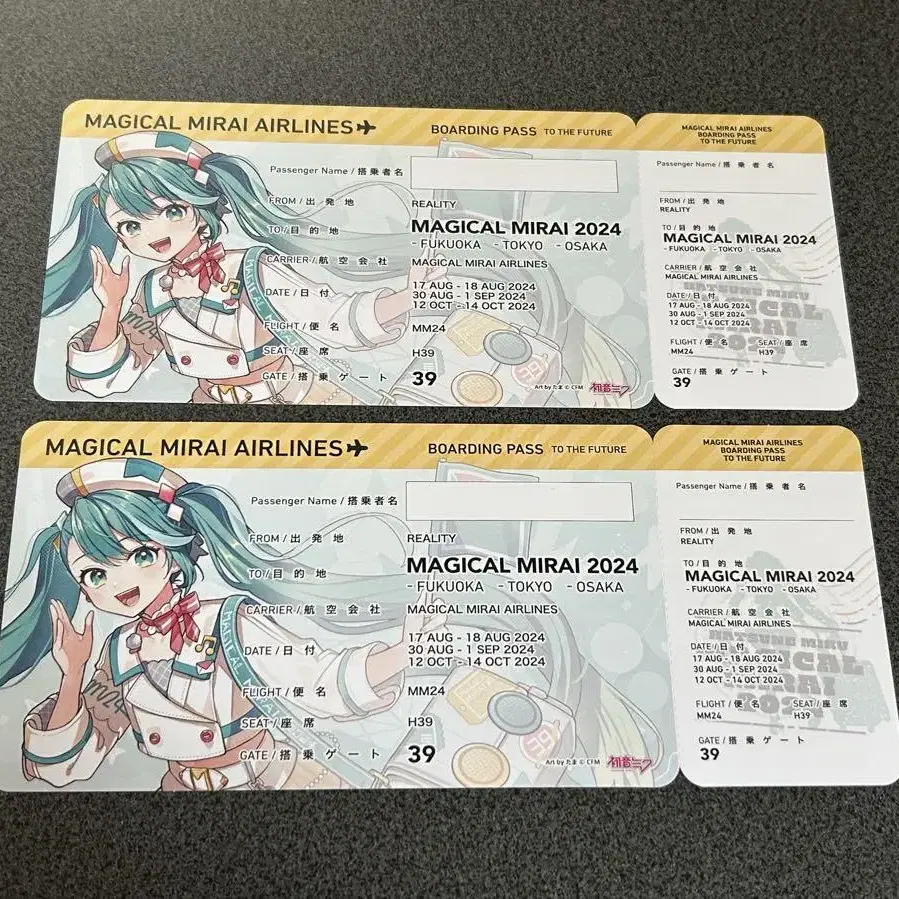 MAGICAL MIRAI AIRLINES
BOARDING PASS TO THE FUTURE
Passenger Name / 搭乗者名
FROM / 出発地 REALITY
TO / 目的地 MAGICAL MIRAI 2024
- FUKUOKA - TOKYO - OSAKA
CARRIER / 航空会社 MAGICAL MIRAI AIRLINES
DATE / 日付 17 AUG - 18 AUG 2024
30 AUG - 1 SEP 2024
12 OCT - 14 OCT 2024
FLIGHT / 便名 MM24
SEAT / 座席 H39
GATE / 搭乗ゲート 39
Art by たま © CFM 初音ミク
MAGICAL MIRAI AIRLINES
BOARDING PASS
TO THE FUTURE
Passenger Name / 搭乗者名
FROM / 出発地
REALITY
TO / 目的地
MAGICAL MIRAI 2024
- FUKUOKA - TOKYO - OSAKA
CARRIER / 航空会社
MAGICAL MIRAI AIRLINES
DATE / 日付
17 AUG - 18 AUG 2024
30 AUG - 1 SEP 2024
12 OCT - 14 OCT 2024
FLIGHT / 便名 SEAT / 座席
MM24 H39
GATE / 搭乗ゲート
39
HATSUNE MIKU
MAGICAL
MIRAI
2024
m24
MAGICAL MIRAI AIRLINES
BOARDING PASS TO THE FUTURE
Passenger Name / 搭乗者名
FROM / 出発地 REALITY
TO / 目的地 MAGICAL MIRAI 2024
- FUKUOKA - TOKYO - OSAKA
CARRIER / 航空会社 MAGICAL MIRAI AIRLINES
DATE / 日付 17 AUG - 18 AUG 2024
30 AUG - 1 SEP 2024
12 OCT - 14 OCT 2024
FLIGHT / 便名 MM24
SEAT / 座席 H39
GATE / 搭乗ゲート 39
Art by たま © CFM 初音ミク
MAGICAL MIRAI AIRLINES
BOARDING PASS
TO THE FUTURE
Passenger Name / 搭乗者名
FROM / 出発地
REALITY
TO / 目的地
MAGICAL MIRAI 2024
- FUKUOKA - TOKYO - OSAKA
CARRIER / 航空会社
MAGICAL MIRAI AIRLINES
DATE / 日付
17 AUG - 18 AUG 2024
30 AUG - 1 SEP 2024
12 OCT - 14 OCT 2024
FLIGHT / 便名 SEAT / 座席
MM24 H39
GATE / 搭乗ゲート
39
HATSUNE MIKU
MAGICAL
MIRAI
2024
m24